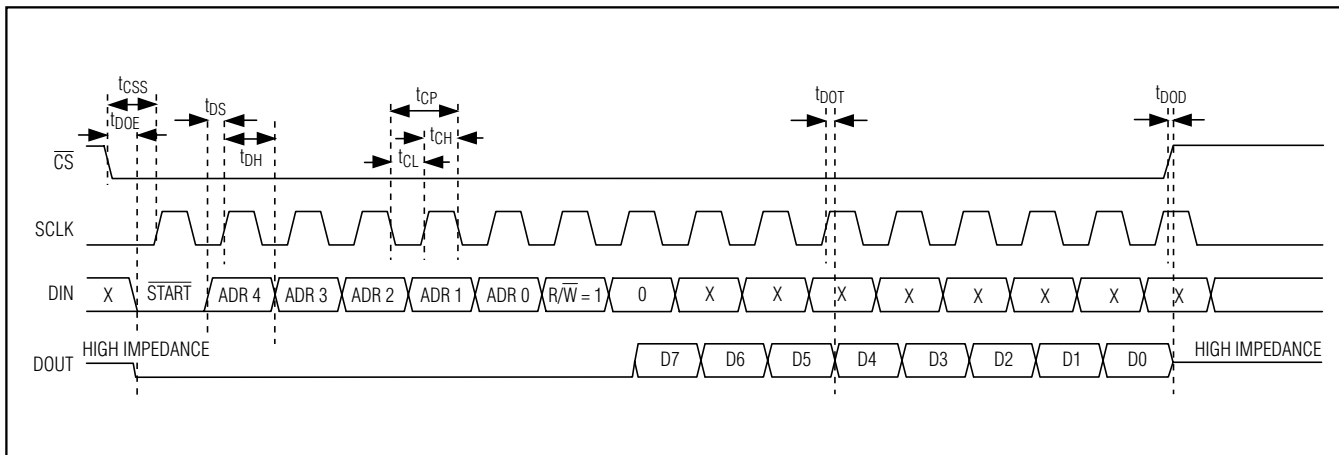 tCSS
tDS
tCP
tDOT
tDOD
tDOE
tCH
tDH
tCL
CS
SCLK
DIN X START ADR 4 ADR 3 ADR 2 ADR 1 ADR 0 R/W = 1 0 X X X X X X X X
HIGH IMPEDANCE D7 D6 D5 D4 D3 D2 D1 D0 HIGH IMPEDANCE
DOUT